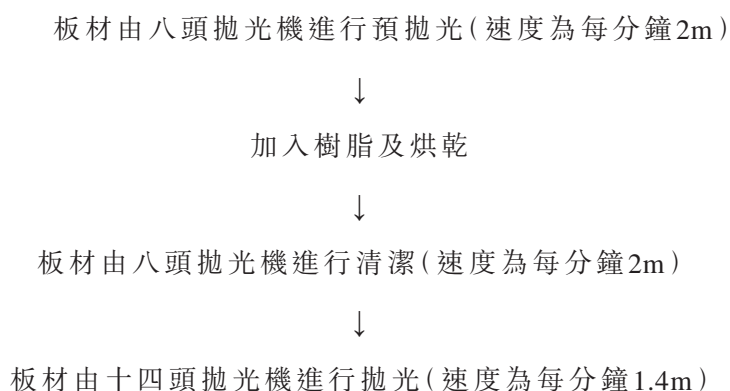 板材由八頭拋光機進行預拋光(速度為每分鐘2m)
↓
加入樹脂及烘乾
↓
板材由八頭拋光機進行清潔(速度為每分鐘2m)
↓
板材由十四頭拋光機進行拋光(速度為每分鐘1.4m)